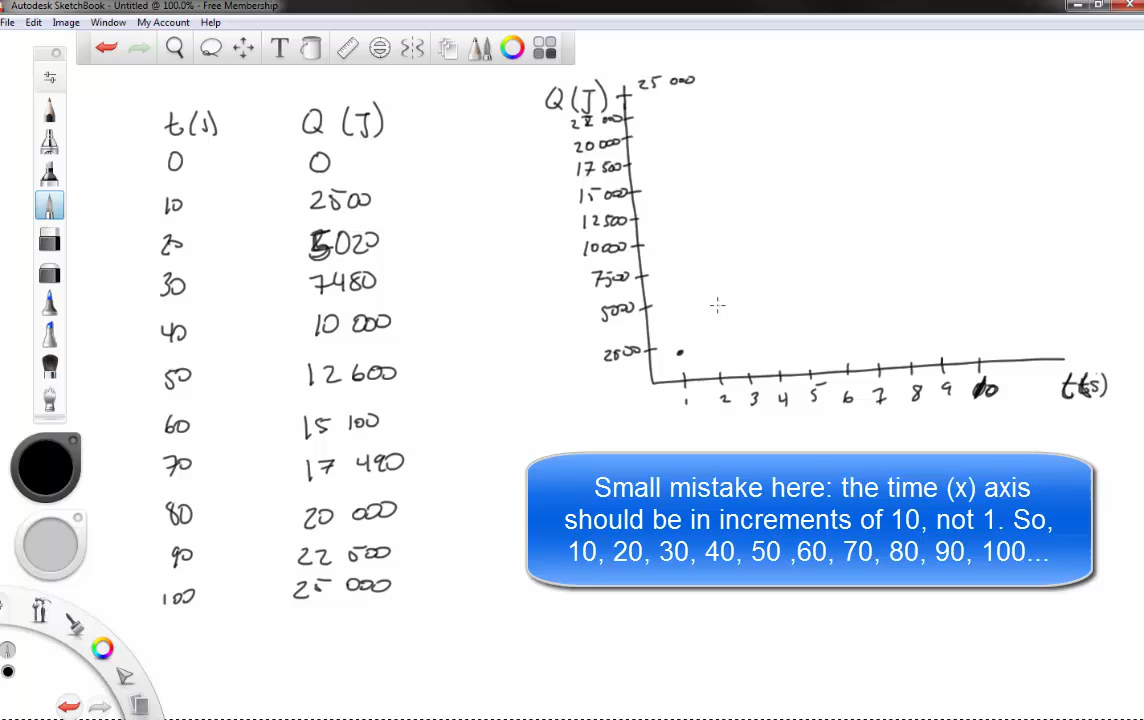 Autodesk SketchBook - Untitled @ 100.0% - Free Membership
File Edit Image Window My Account Help
t(s) Q (J)
0 0
10 2500
20 5020
30 7480
40 10 000
50 12 600
60 15 100
70 17 490
80 20 000
90 22 500
100 25 000
Q (J) 25 000
20 000
17 500
15 000
12 500
10 000
7500
5000
2500
1 2 3 4 5 6 7 8 9 10 t(s)
Small mistake here: the time (x) axis
should be in increments of 10, not 1. So,
10, 20, 30, 40, 50 ,60, 70, 80, 90, 100...